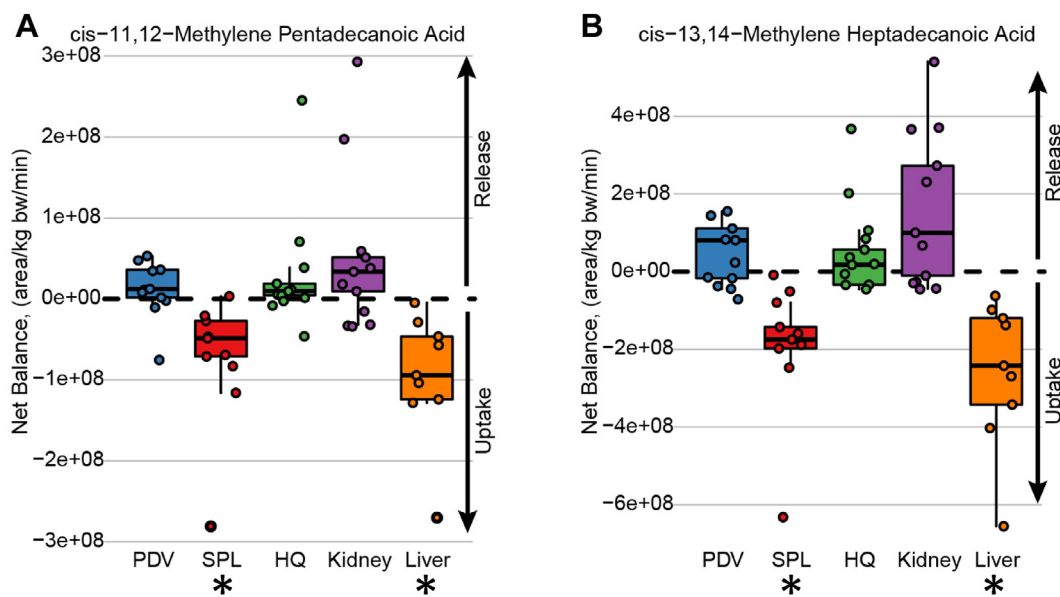 A
cis−11,12−Methylene Pentadecanoic Acid
Net Balance, (area/kg bw/min)
3e+08
2e+08
1e+08
0e+00
−1e+08
−2e+08
−3e+08
Release
Uptake
PDV SPL HQ Kidney Liver
* *
B
cis−13,14−Methylene Heptadecanoic Acid
Net Balance, (area/kg bw/min)
4e+08
2e+08
0e+00
−2e+08
−4e+08
−6e+08
Release
Uptake
PDV SPL HQ Kidney Liver
* *